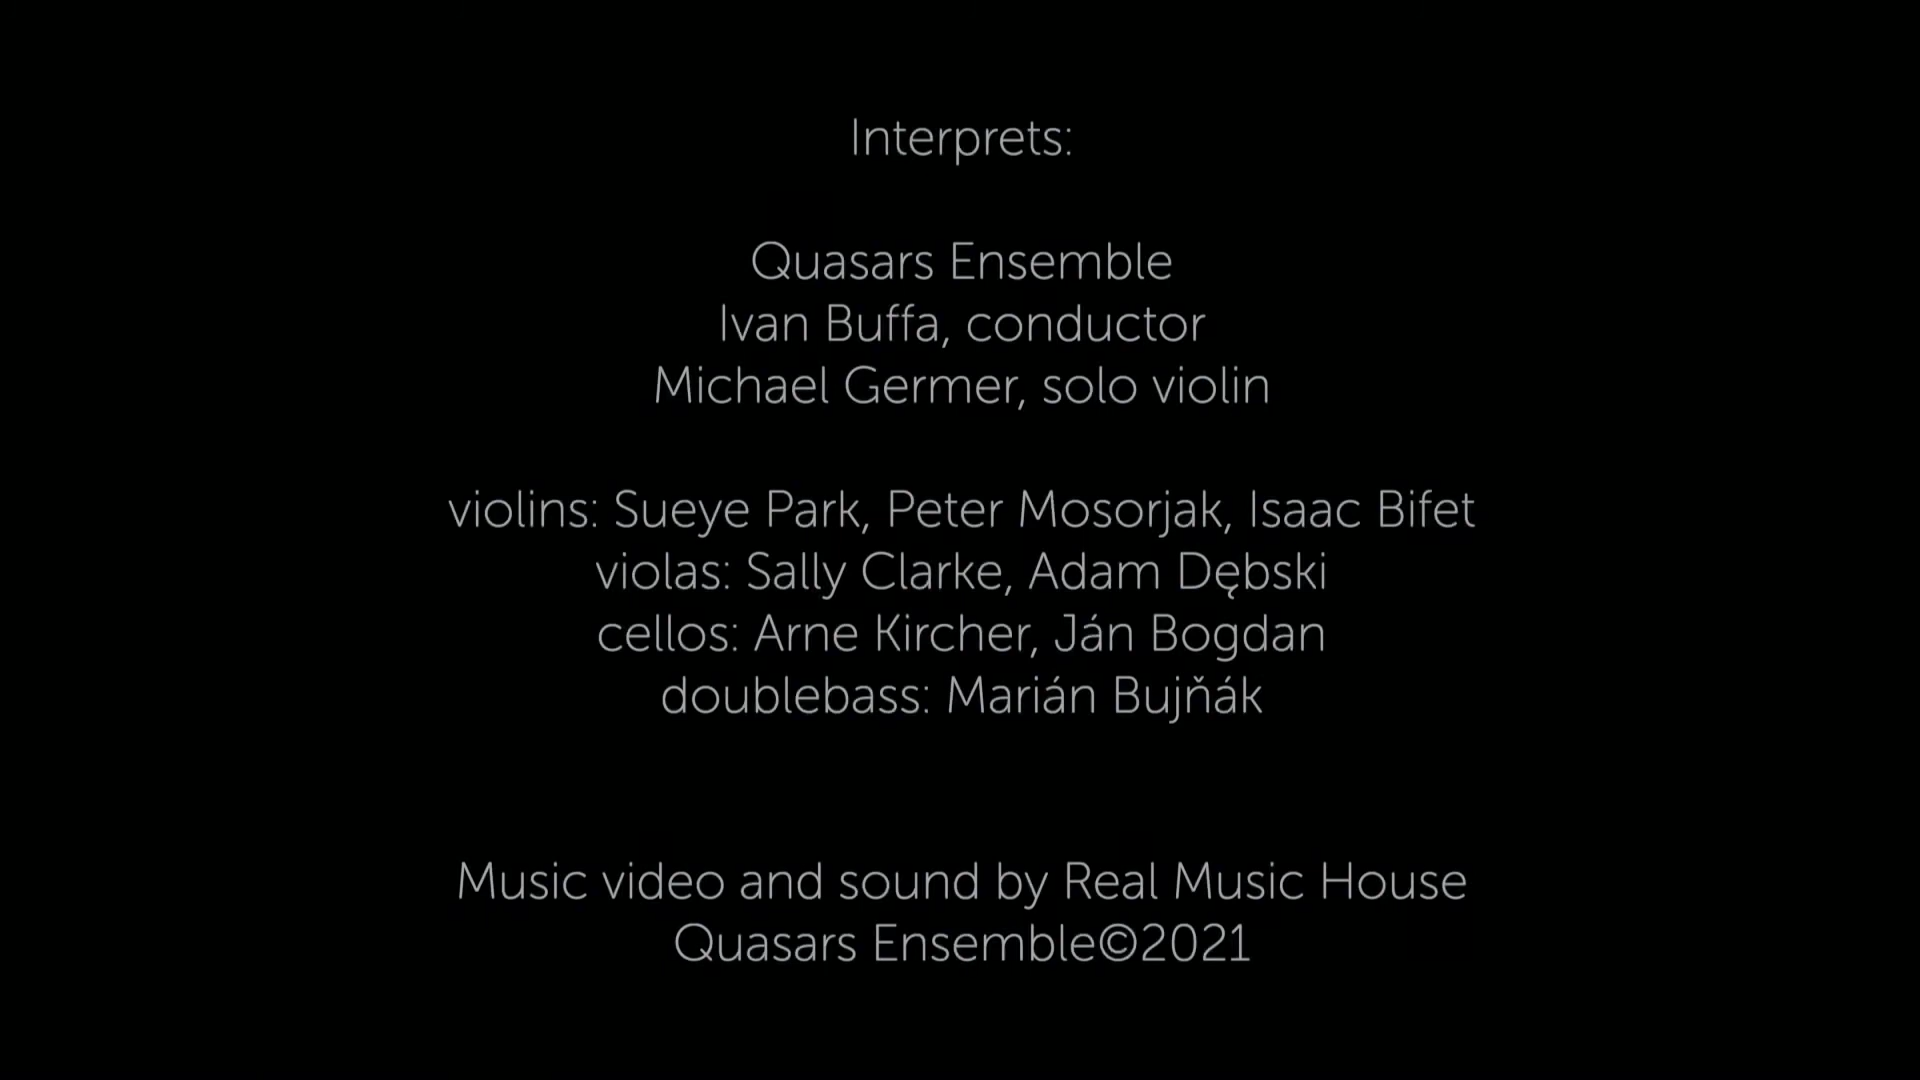 Interprets:
Quasars Ensemble
Ivan Buffa, conductor
Michael Germer, solo violin
violins: Sueye Park, Peter Mosorjak, Isaac Bifet
violas: Sally Clarke, Adam Dębski
cellos: Arne Kircher, Ján Bogdan
doublebass: Marián Bujňák
Music video and sound by Real Music House
Quasars Ensemble©2021